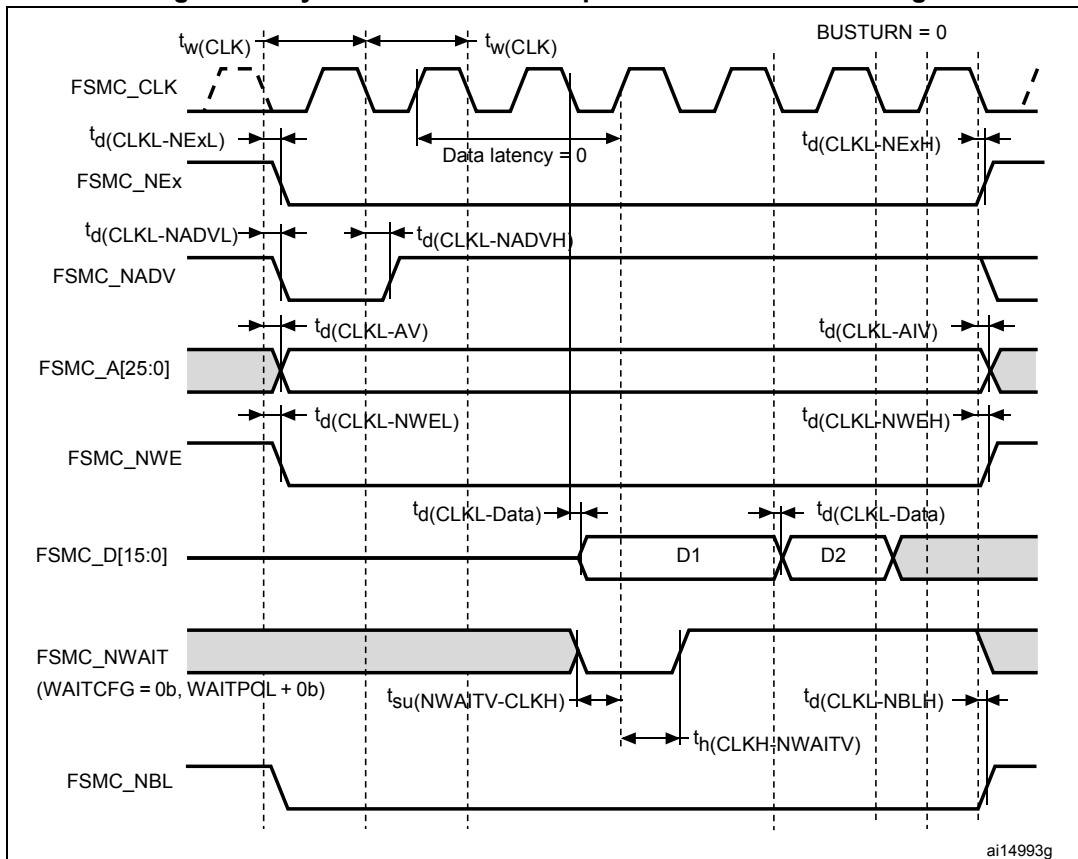 tw(CLK) tw(CLK) BUSTURN = 0
FSMC_CLK
td(CLKL-NExL) Data latency = 0 td(CLKL-NExH)
FSMC_NEx
td(CLKL-NADVL) td(CLKL-NADVH)
FSMC_NADV
td(CLKL-AV) td(CLKL-AIV)
FSMC_A[25:0]
td(CLKL-NWEL) td(CLKL-NWEH)
FSMC_NWE
td(CLKL-Data) td(CLKL-Data)
FSMC_D[15:0] D1 D2
FSMC_NWAIT
(WAITCFG = 0b, WAITPOL + 0b) tsu(NWAITV-CLKH) td(CLKL-NBLH)
th(CLKH-NWAITV)
FSMC_NBL
ai14993g